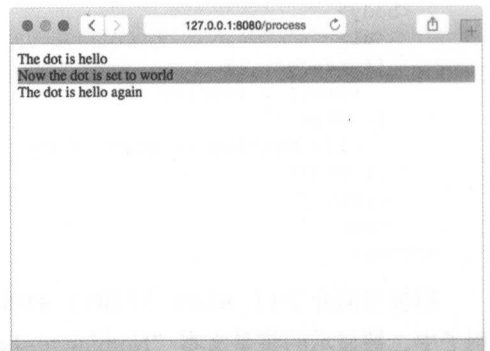 127.0.0.1:8080/process
The dot is hello
Now the dot is set to world
The dot is hello again